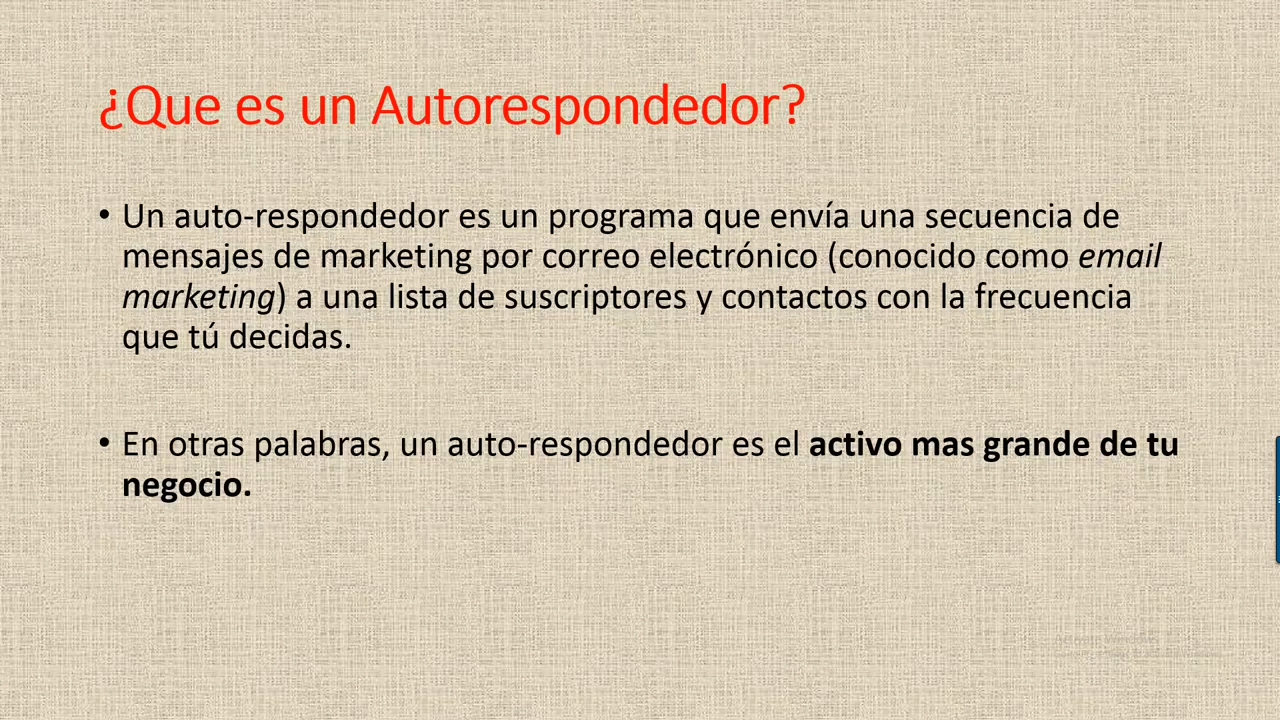 ¿Que es un Autorespondedor?
• Un auto-respondedor es un programa que envía una secuencia de
mensajes de marketing por correo electrónico (conocido como email
marketing) a una lista de suscriptores y contactos con la frecuencia
que tú decidas.
• En otras palabras, un auto-respondedor es el activo mas grande de tu
negocio.